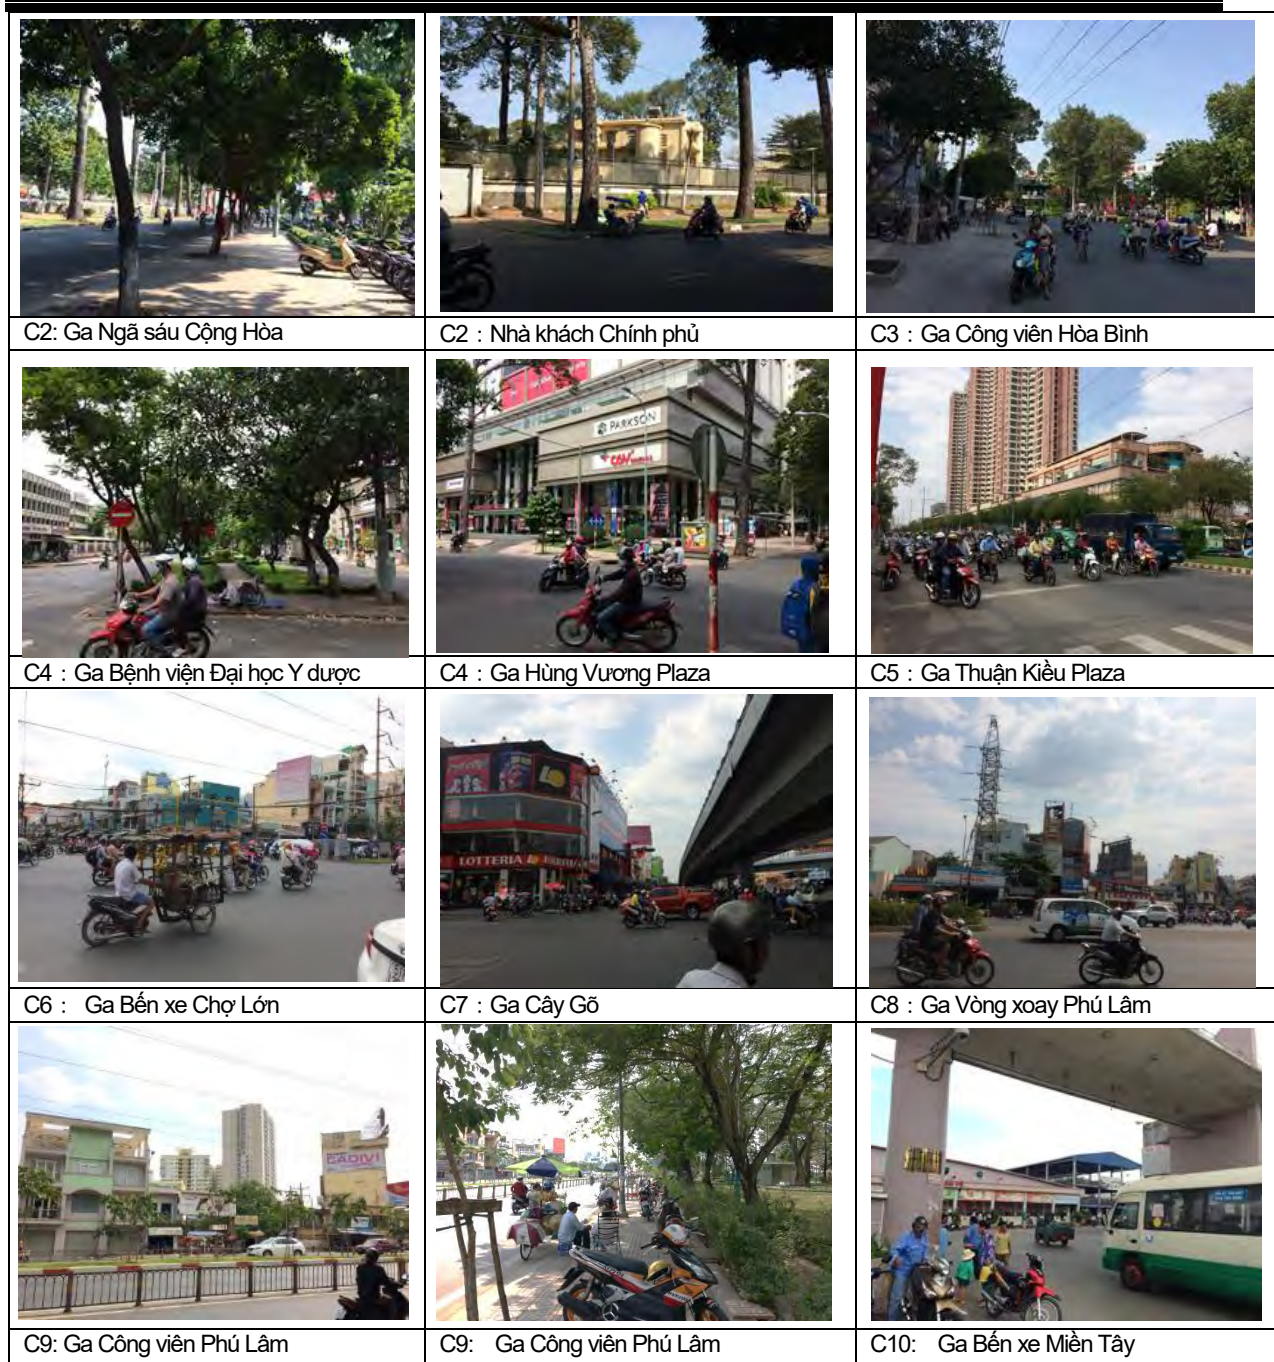 C2: Ga Ngã sáu Cộng Hòa
C2 : Nhà khách Chính phủ
C3 : Ga Công viên Hòa Bình
PARKSON
CGV
C4 : Ga Bệnh viện Đại học Y dược
C4 : Ga Hùng Vương Plaza
C5 : Ga Thuận Kiều Plaza
LOTTERIA
C6 : Ga Bến xe Chợ Lớn
C7 : Ga Cây Gõ
C8 : Ga Vòng xoay Phú Lâm
CADIVI
C9: Ga Công viên Phú Lâm
C9: Ga Công viên Phú Lâm
C10: Ga Bến xe Miền Tây